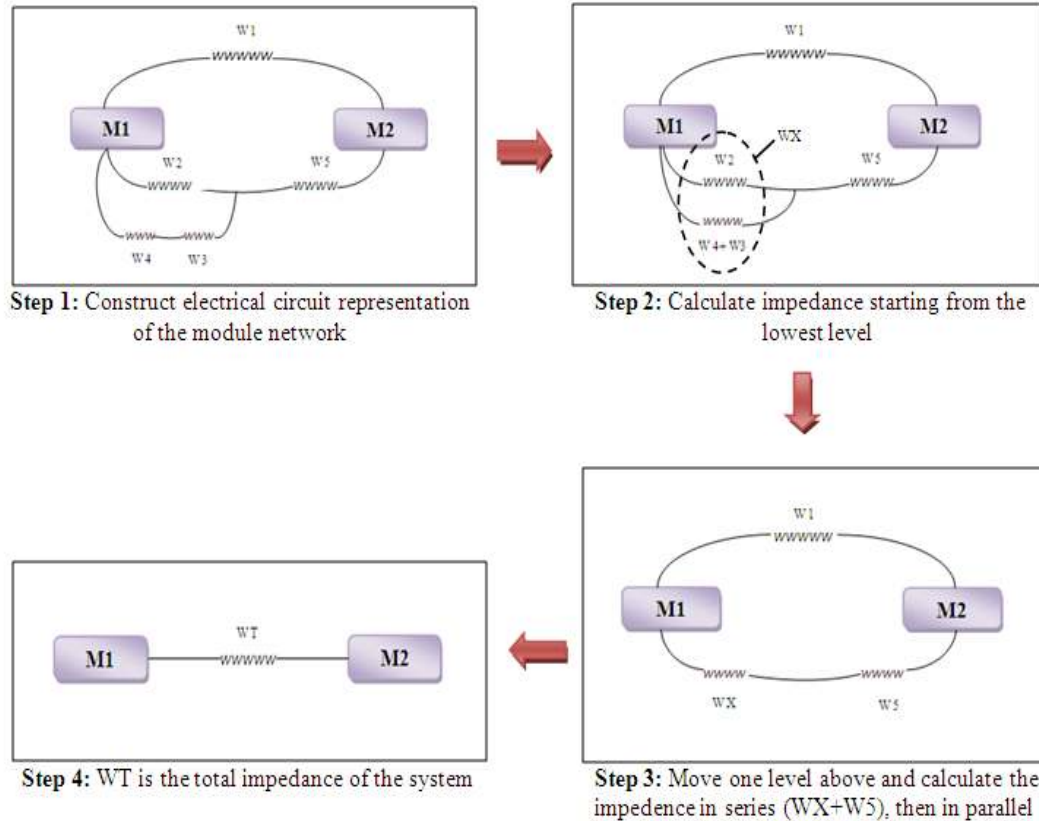 W1
M1
M2
W2
W5
W4
W3
Step 1: Construct electrical circuit representation
of the module network
W1
M1
M2
WX
W2
W5
W4+ W3
Step 2: Calculate impedance starting from the
lowest level
W1
M1
M2
WX
W5
Step 3: Move one level above and calculate the
impedence in series (WX+W5), then in parallel
WT
M1
M2
Step 4: WT is the total impedance of the system